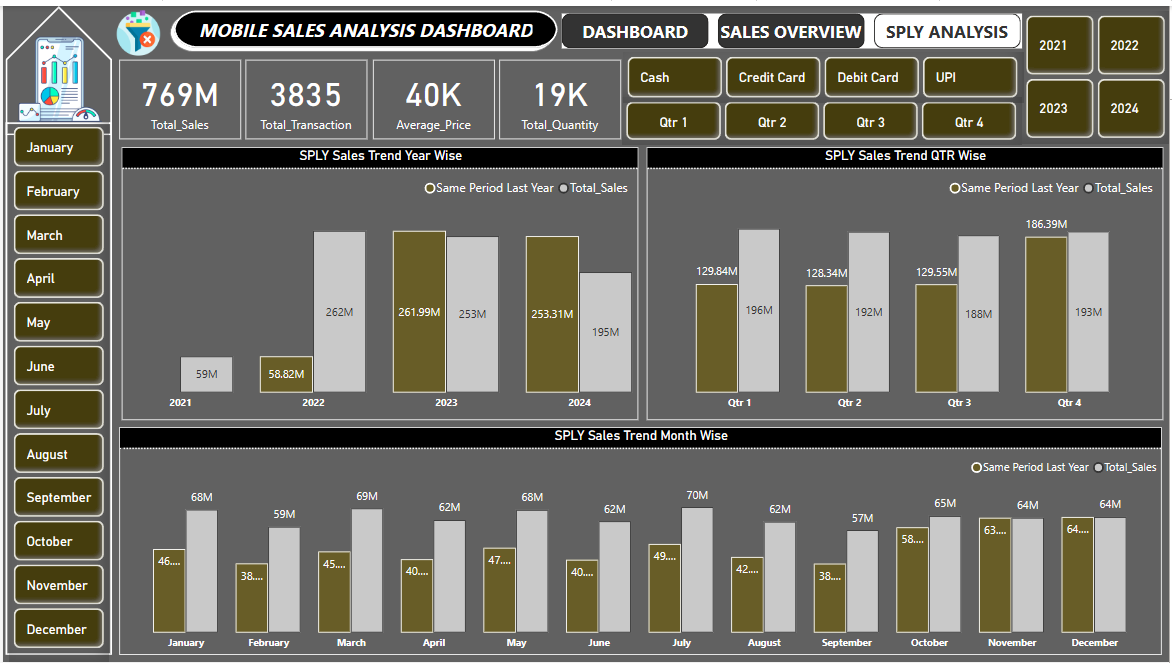 MOBILE SALES ANALYSIS DASHBOARD
DASHBOARD
SALES OVERVIEW
SPLY ANALYSIS
2021
2022
2023
2024
769M
Total_Sales
3835
Total_Transaction
40K
Average_Price
19K
Total_Quantity
Cash
Credit Card
Debit Card
UPI
Qtr 1
Qtr 2
Qtr 3
Qtr 4
January
February
March
April
May
June
July
August
September
October
November
December
SPLY Sales Trend Year Wise
Same Period Last Year Total_Sales
59M
58.82M
262M
261.99M
253M
253.31M
195M
2021 2022 2023 2024
SPLY Sales Trend QTR Wise
Same Period Last Year Total_Sales
129.84M
196M
128.34M
192M
129.55M
188M
186.39M
193M
Qtr 1 Qtr 2 Qtr 3 Qtr 4
SPLY Sales Trend Month Wise
Same Period Last Year Total_Sales
46....
68M
38....
59M
45....
69M
40....
62M
47....
68M
40....
62M
49....
70M
42....
62M
38....
57M
58....
65M
63....
64M
64....
64M
January February March April May June July August September October November December